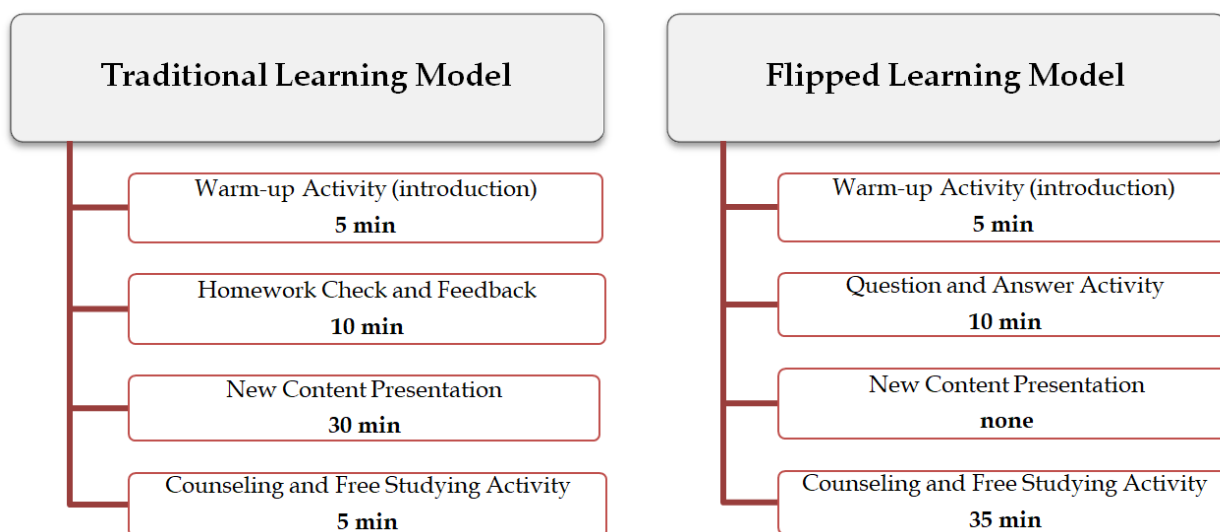 Traditional Learning Model
Warm-up Activity (introduction)
5 min
Homework Check and Feedback
10 min
New Content Presentation
30 min
Counseling and Free Studying Activity
5 min
Flipped Learning Model
Warm-up Activity (introduction)
5 min
Question and Answer Activity
10 min
New Content Presentation
none
Counseling and Free Studying Activity
35 min